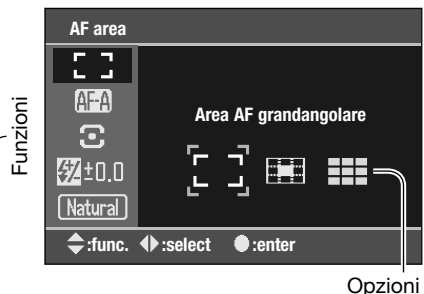 AF area
Funzioni
AF-A
Area AF grandangolare
±0.0
Natural
:func. :select :enter
Opzioni